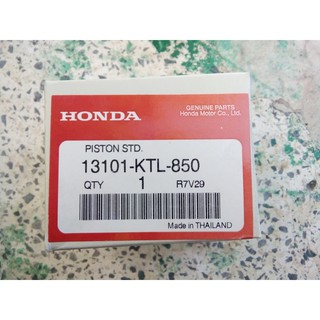 HONDA
GENUINE PARTS
Honda Motor Co., Ltd.
PISTON STD.
13101-KTL-850
QTY 1 R7V29
Made in THAILAND